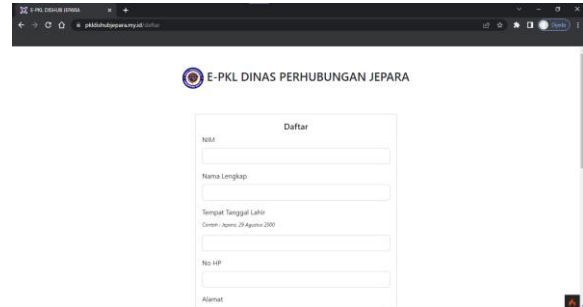 E-PKL DISHUB JEPARA
pkldishubjepara.my.id/daftar
E-PKL DINAS PERHUBUNGAN JEPARA
Daftar
NIM
Nama Lengkap
Tempat Tanggal Lahir
Contoh : Jepara, 29 Agustus 2000
No HP
Alamat